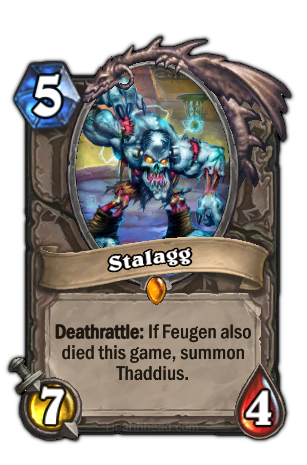 5
Stalagg
Deathrattle: If Feugen also
died this game, summon
Thaddius.
7
4